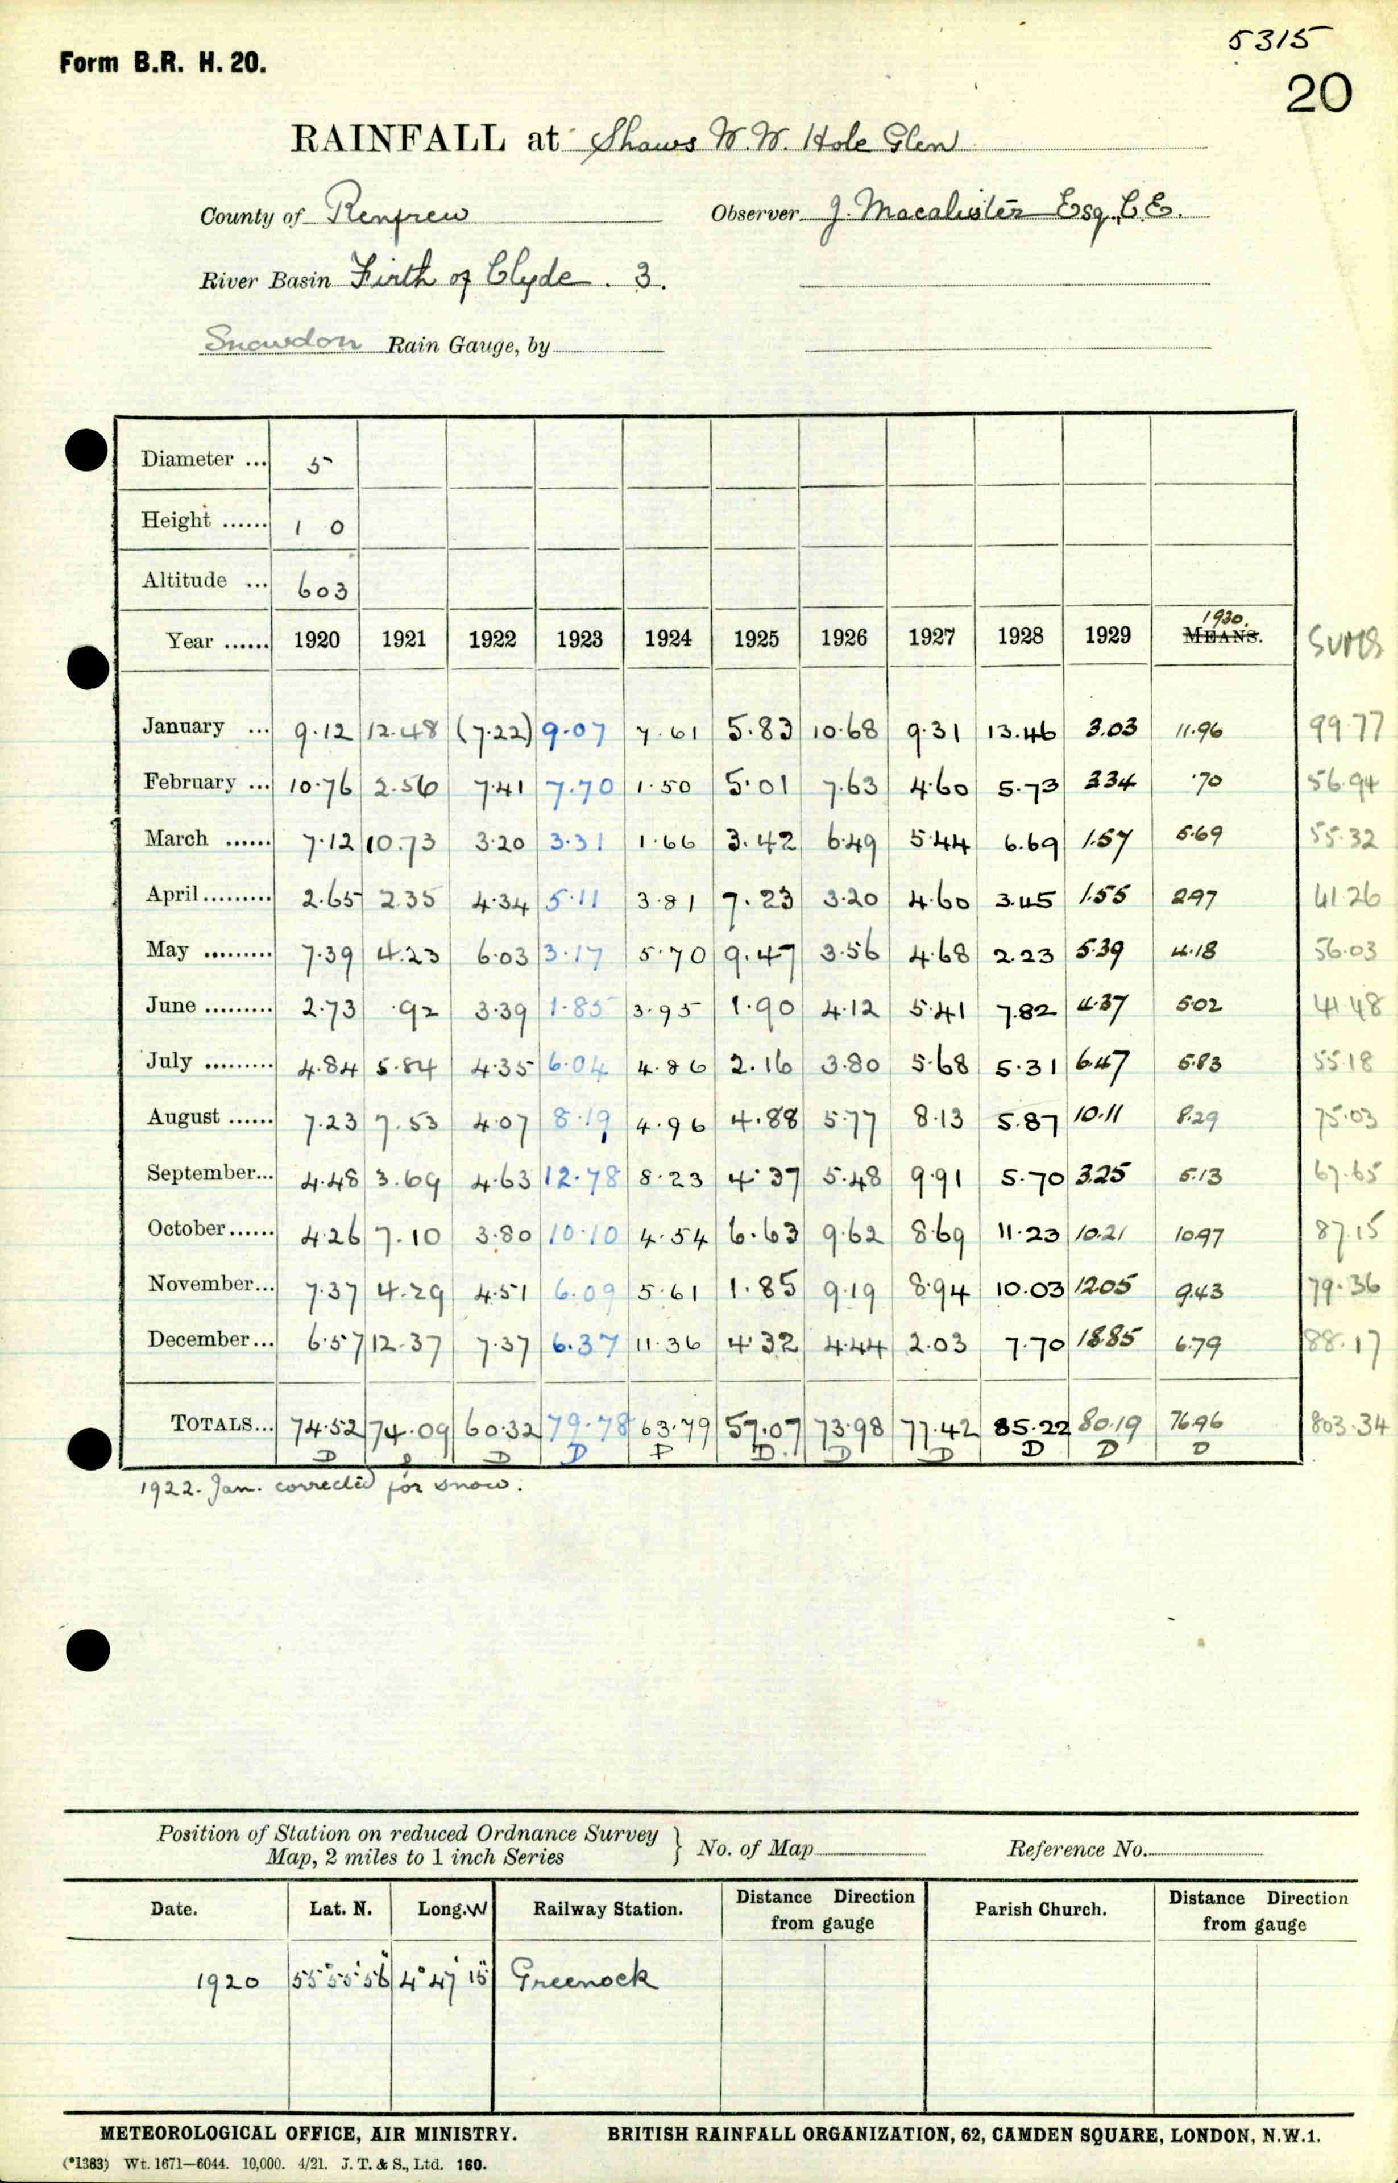 5315
Form B.R. H. 20.
20
RAINFALL at Shaws W.W. Hole Glen
County of Renfrew Observer J. Macalister Esq, C.E.
River Basin Firth of Clyde . 3.
Snowdon Rain Gauge, by
Diameter ... 5
Height ...... 1 0
Altitude ... 603
1930.
Year ...... 1920 1921 1922 1923 1924 1925 1926 1927 1928 1929 MEANS. SUMS
January ... 9.12 12.48 (7.22) 9.07 7.61 5.83 10.68 9.31 13.46 3.03 11.96 99.77
February ... 10.76 2.56 7.41 7.70 1.50 5.01 7.63 4.60 5.73 3.34 .70 56.94
March ...... 7.12 10.73 3.20 3.31 1.66 3.42 6.49 5.44 6.69 1.57 5.69 55.32
April ......... 2.65 2.35 4.34 5.11 3.81 7.23 3.20 4.60 3.45 1.55 2.97 41.26
May ......... 7.39 4.23 6.03 3.17 5.70 9.47 3.56 4.68 2.23 5.39 4.18 56.03
June ......... 2.73 .92 3.39 1.85 3.95 1.90 4.12 5.41 7.82 4.37 5.02 41.48
July ......... 4.84 5.84 4.35 6.04 4.86 2.16 3.80 5.68 5.31 6.47 5.83 55.18
August ...... 7.23 7.53 4.07 8.19 4.96 4.88 5.77 8.13 5.87 10.11 8.29 75.03
September... 4.48 3.69 4.63 12.78 8.23 4.37 5.48 9.91 5.70 3.25 5.13 67.65
October...... 4.26 7.10 3.80 10.10 4.54 6.63 9.62 8.69 11.23 10.21 10.97 87.15
November... 7.37 4.29 4.51 6.09 5.61 1.85 9.19 8.94 10.03 12.05 9.43 79.36
December... 6.57 12.37 7.37 6.37 11.36 4.32 4.44 2.03 7.70 18.85 6.79 88.17
TOTALS... 74.52 74.09 60.32 79.78 63.79 57.07 73.98 77.42 85.22 80.19 76.96 803.34
D D D D D D D D D
1922. Jan. corrected for snow.
Position of Station on reduced Ordnance Survey
Map, 2 miles to 1 inch Series } No. of Map Reference No.
Date. Lat. N. Long. W Railway Station. Distance Direction from gauge Parish Church. Distance Direction from gauge
1920 55° 55' 56" 4° 47' 15" Greenock
METEOROLOGICAL OFFICE, AIR MINISTRY. BRITISH RAINFALL ORGANIZATION, 62, CAMDEN SQUARE, LONDON, N.W.1.
(*1383) Wt. 1671—6044. 10,000. 4/21. J. T. & S., Ltd. 160.